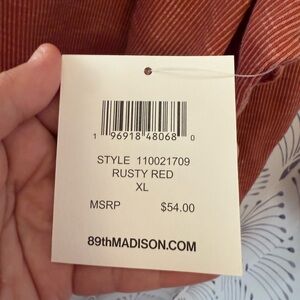 1 96918 48068 0
STYLE 110021709
RUSTY RED
XL
MSRP $54.00
89thMADISON.COM